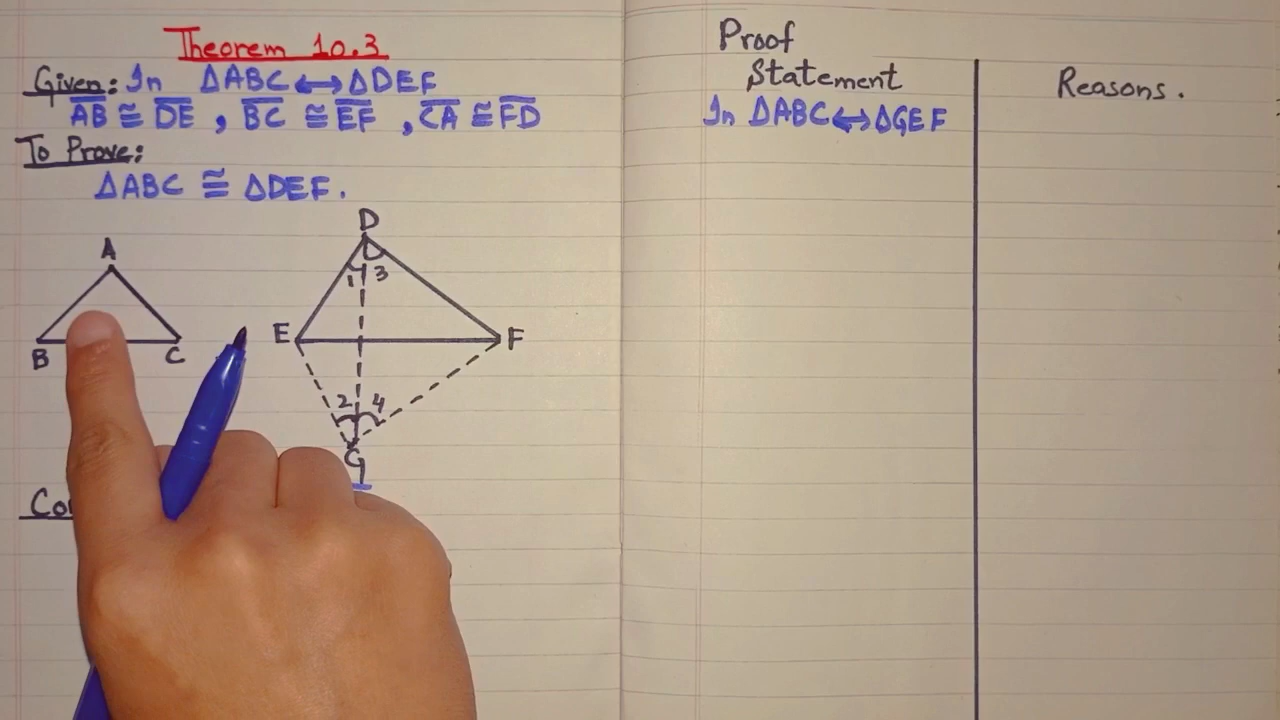 Theorem 10.3
Given: In ΔABC ↔ ΔDEF
AB ≅ DE , BC ≅ EF , CA ≅ FD
To Prove:
ΔABC ≅ ΔDEF.
A
B C
D
1 3
E F
2 4
G
Proof
Statement Reasons.
In ΔABC ↔ ΔGEF